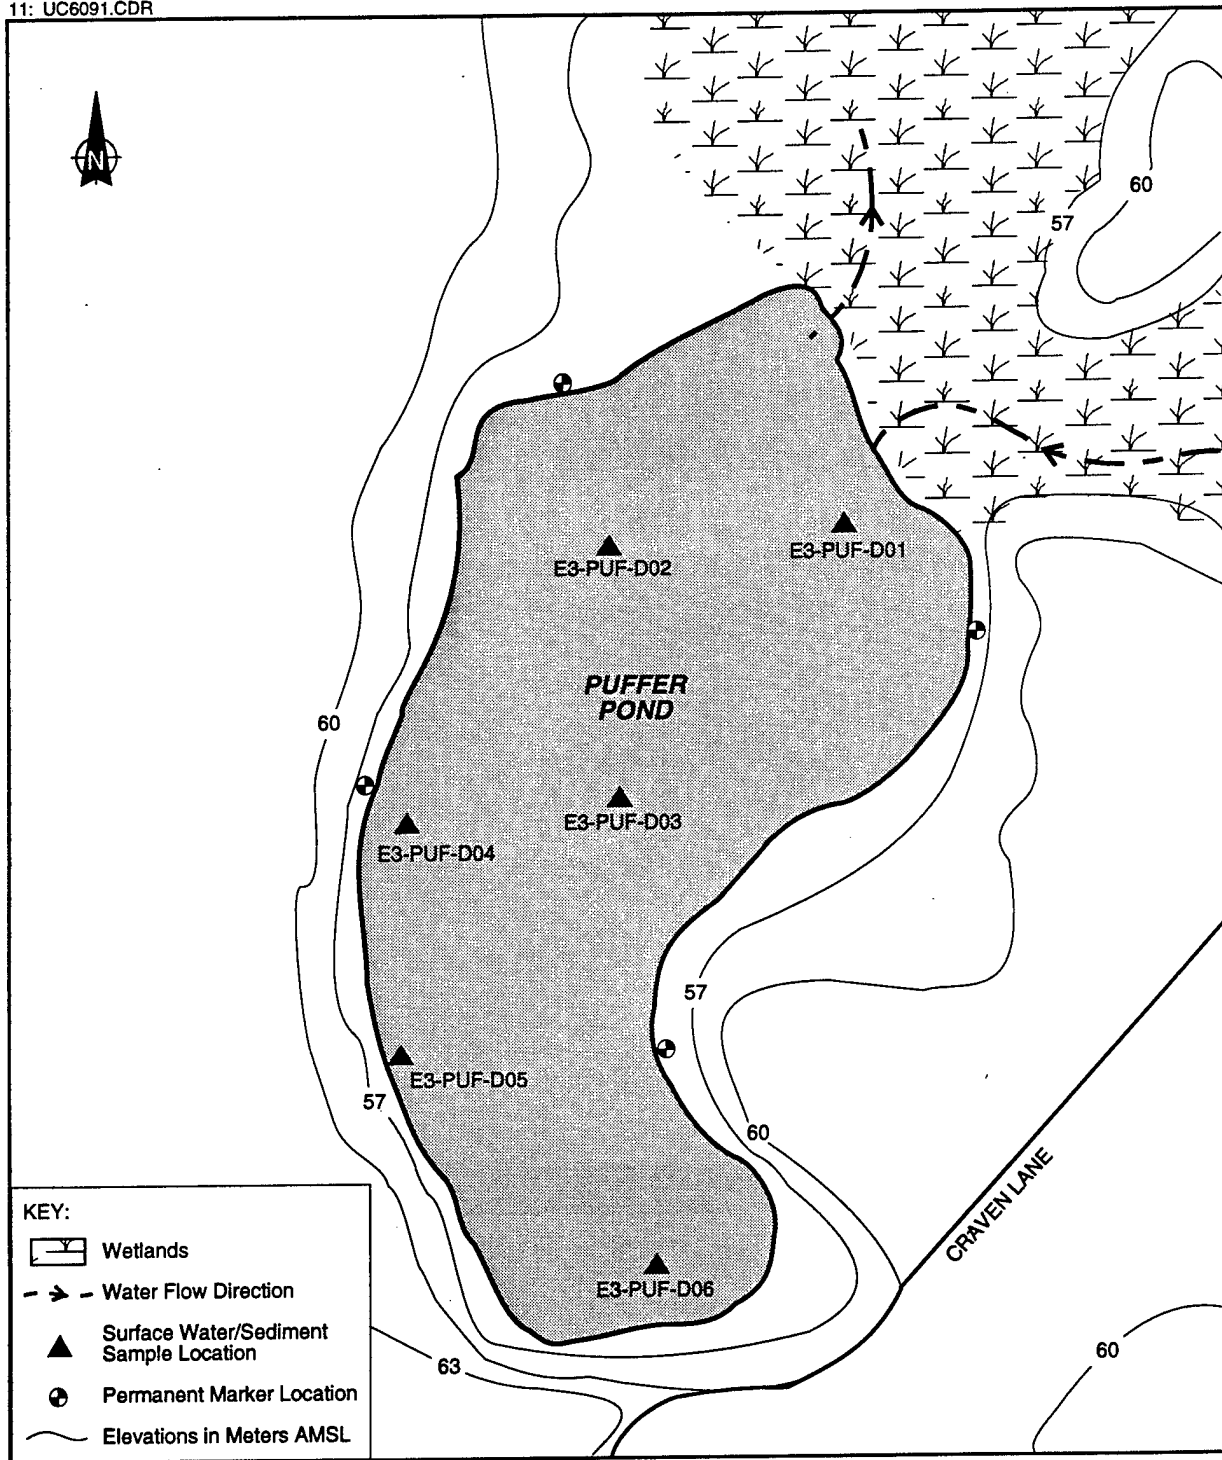 11: UC6091.CDR
N
60
57
E3-PUF-D01
E3-PUF-D02
PUFFER
POND
60
E3-PUF-D03
E3-PUF-D04
57
E3-PUF-D05
57
60
CRAVEN LANE
E3-PUF-D06
63
60
KEY:
Wetlands
Water Flow Direction
Surface Water/Sediment
Sample Location
Permanent Marker Location
Elevations in Meters AMSL